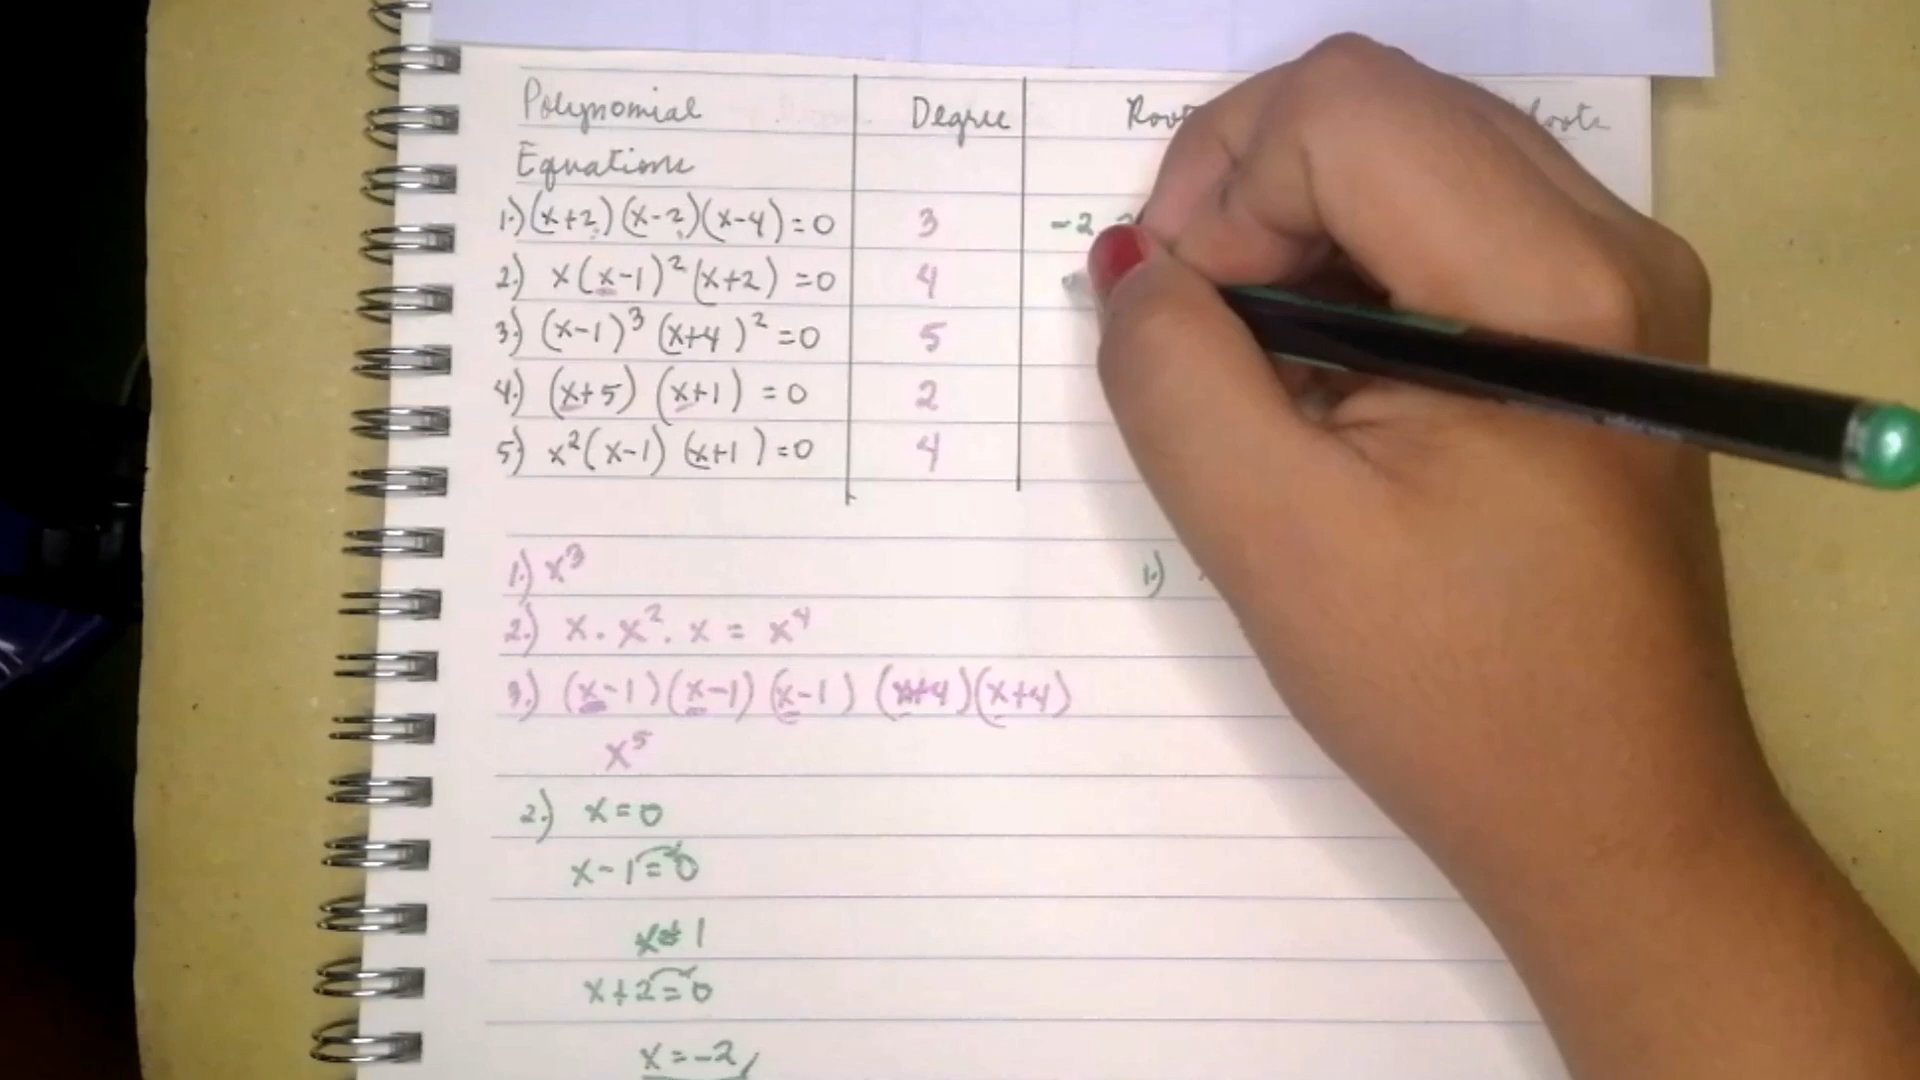 Polynomial Degree Roots
Equations
1.) (x+2) (x-2)(x-4) = 0 3 -2
2.) x(x-1)² (x+2) = 0 4
3.) (x-1)³ (x+4)² = 0 5
4.) (x+5) (x+1) = 0 2
5.) x²(x-1) (x+1) = 0 4
1.) x³ 1.)
2.) x . x² . x = x⁴
3.) (x-1)(x-1)(x-1) (x+4)(x+4)
x⁵
2.) x = 0
x-1 = 0
x = 1
x+2 = 0
x = -2